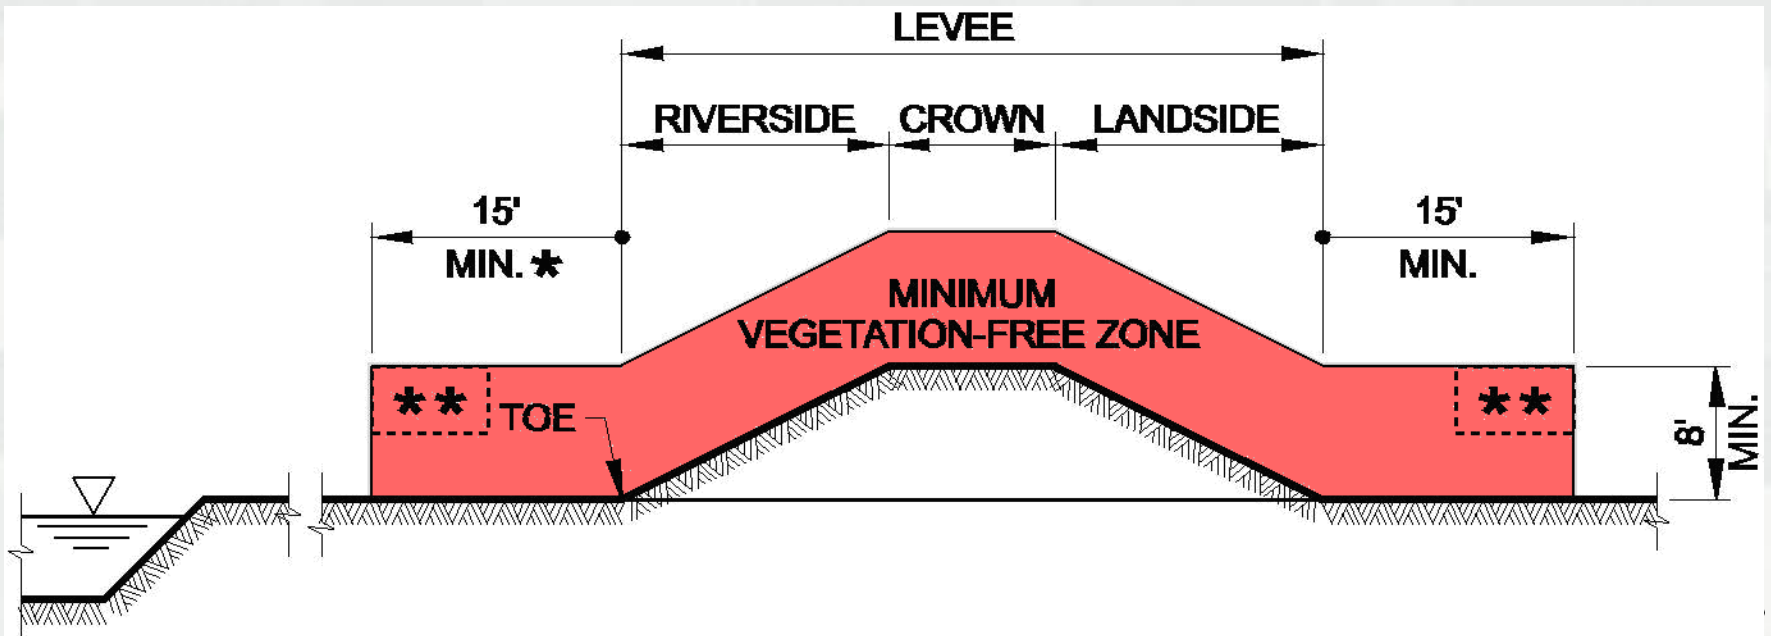 LEVEE
RIVERSIDE
CROWN
LANDSIDE
15'
MIN. *
15'
MIN.
MINIMUM
VEGETATION-FREE ZONE
**
TOE
**
8'
MIN.